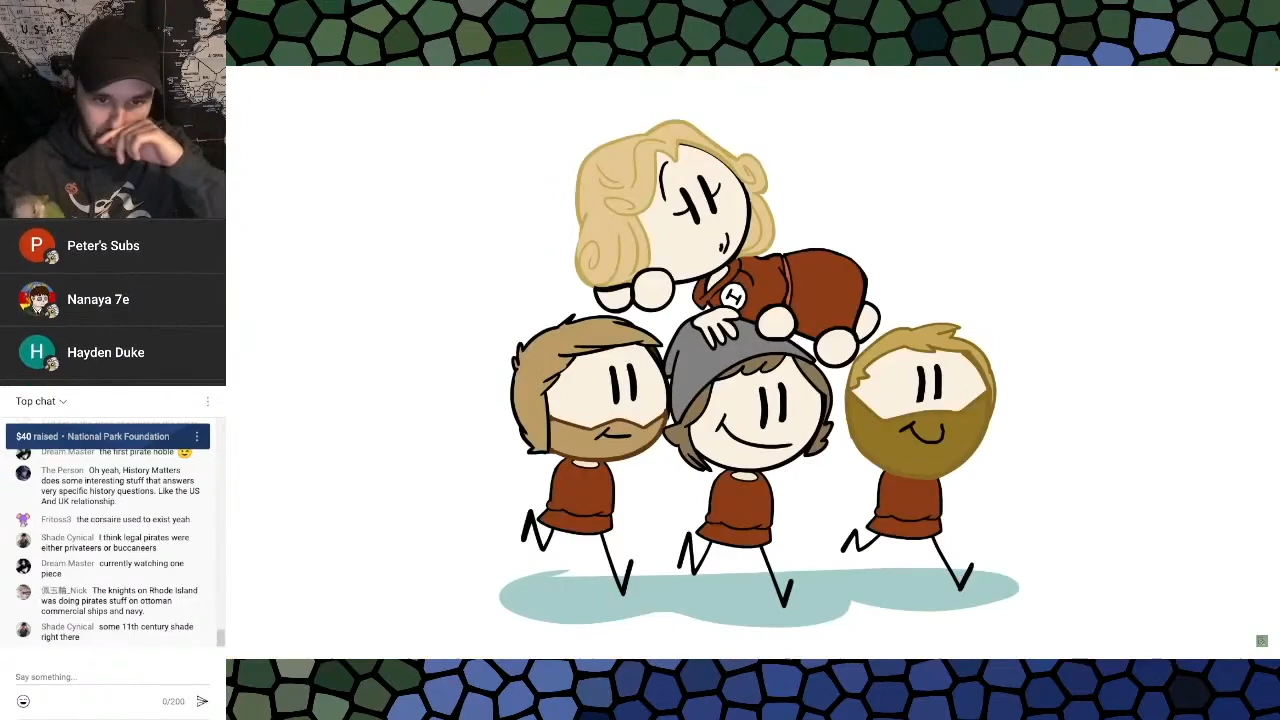 U.S.A.
P
Peter's Subs
Nanaya 7e
H
Hayden Duke
Top chat
$40 raised • National Park Foundation
Dream Master the first pirate noble
The Person Oh yeah, History Matters
does some interesting stuff that answers
very specific history questions. Like the US
And UK relationship.
Fritoss3 the corsaire used to exist yeah
Shade Cynical I think legal pirates were
either privateers or buccaneers
Dream Master currently watching one
piece
_Nick The knights on Rhode Island
was doing pirates stuff on ottoman
commercial ships and navy.
Shade Cynical some 11th century shade
right there
Say something...
0/200
H